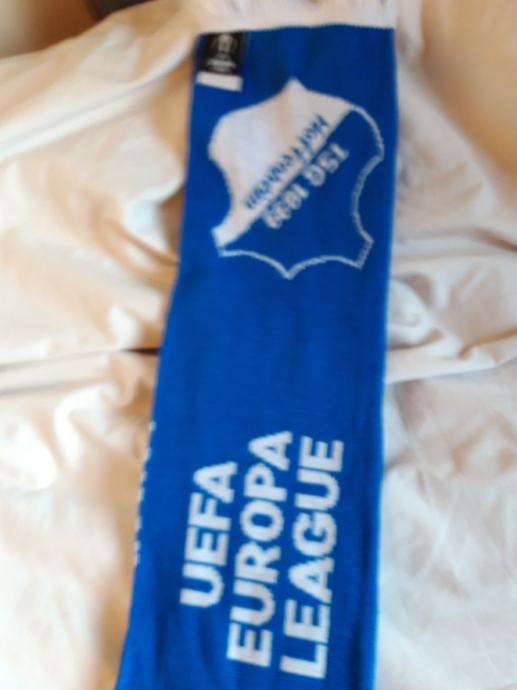 TSG 1899
Hoffenheim
UEFA
EUROPA
LEAGUE